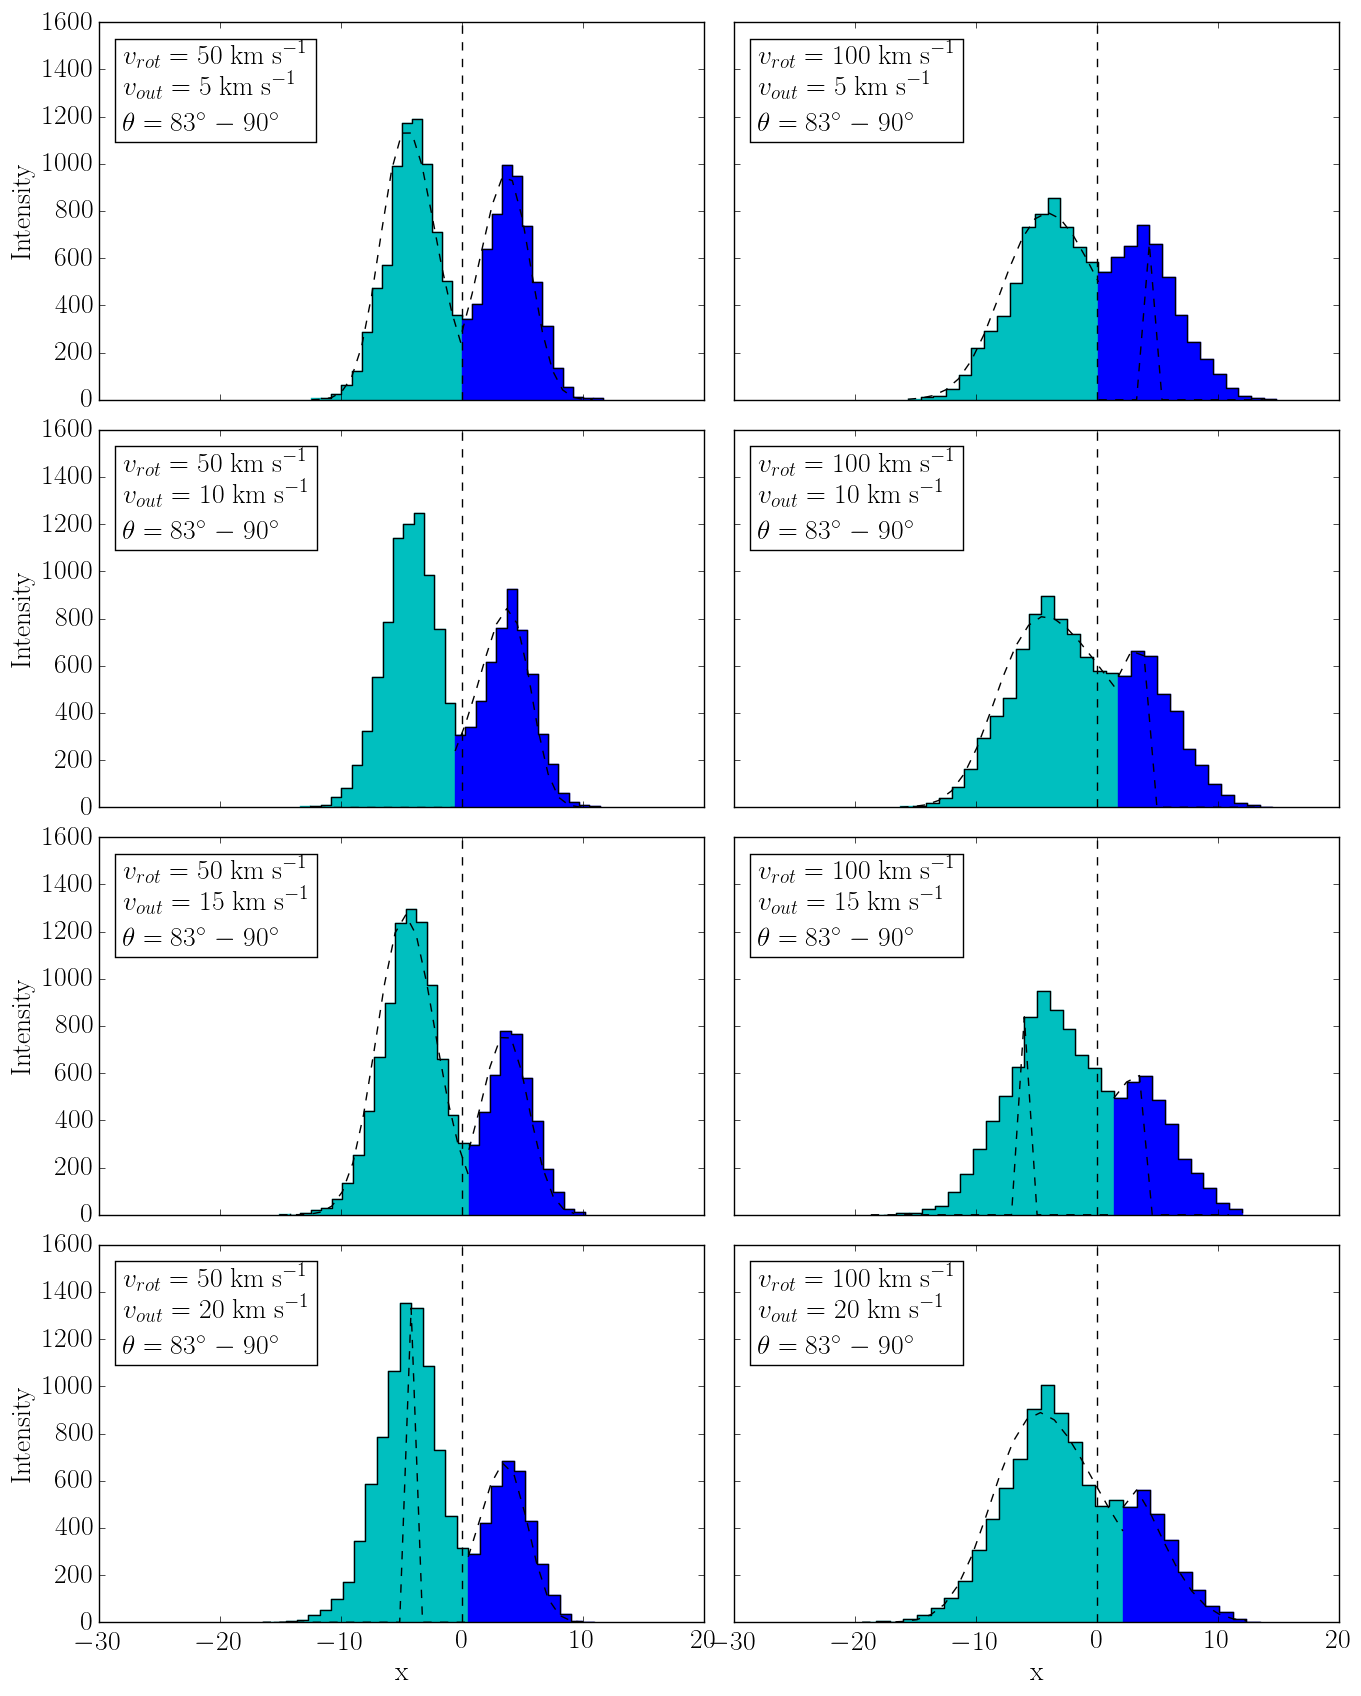 1600
1400
1200
1000
800
600
400
200
0
Intensity
v_rot = 50 km s⁻¹
v_out = 5 km s⁻¹
θ = 83° − 90°
v_rot = 100 km s⁻¹
v_out = 5 km s⁻¹
θ = 83° − 90°
1600
1400
1200
1000
800
600
400
200
0
Intensity
v_rot = 50 km s⁻¹
v_out = 10 km s⁻¹
θ = 83° − 90°
v_rot = 100 km s⁻¹
v_out = 10 km s⁻¹
θ = 83° − 90°
1600
1400
1200
1000
800
600
400
200
0
Intensity
v_rot = 50 km s⁻¹
v_out = 15 km s⁻¹
θ = 83° − 90°
v_rot = 100 km s⁻¹
v_out = 15 km s⁻¹
θ = 83° − 90°
1600
1400
1200
1000
800
600
400
200
0
Intensity
v_rot = 50 km s⁻¹
v_out = 20 km s⁻¹
θ = 83° − 90°
v_rot = 100 km s⁻¹
v_out = 20 km s⁻¹
θ = 83° − 90°
−30 −20 −10 0 10 20
x
−30 −20 −10 0 10 20
x